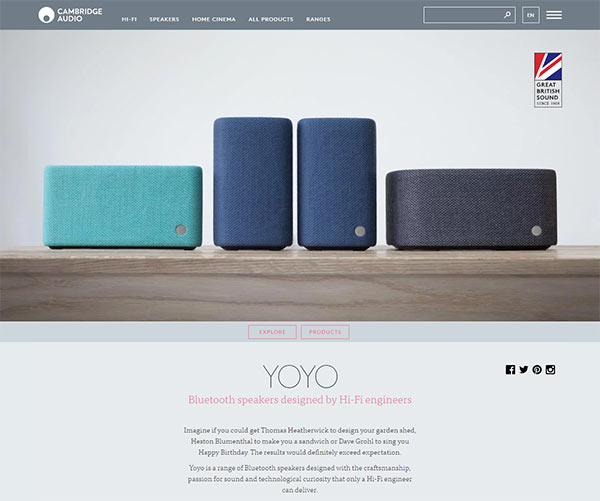 CAMBRIDGE
AUDIO
HI-FI SPEAKERS HOME CINEMA ALL PRODUCTS RANGES
EN
GREAT
BRITISH
SOUND
SINCE 1968
EXPLORE PRODUCTS
YOYO
Bluetooth speakers designed by Hi-Fi engineers
Imagine if you could get Thomas Heatherwick to design your garden shed,
Heston Blumenthal to make you a sandwich or Dave Grohl to sing you
Happy Birthday. The results would definitely exceed expectation.
Yoyo is a range of Bluetooth speakers designed with the craftsmanship,
passion for sound and technological curiosity that only a Hi-Fi engineer
can deliver.